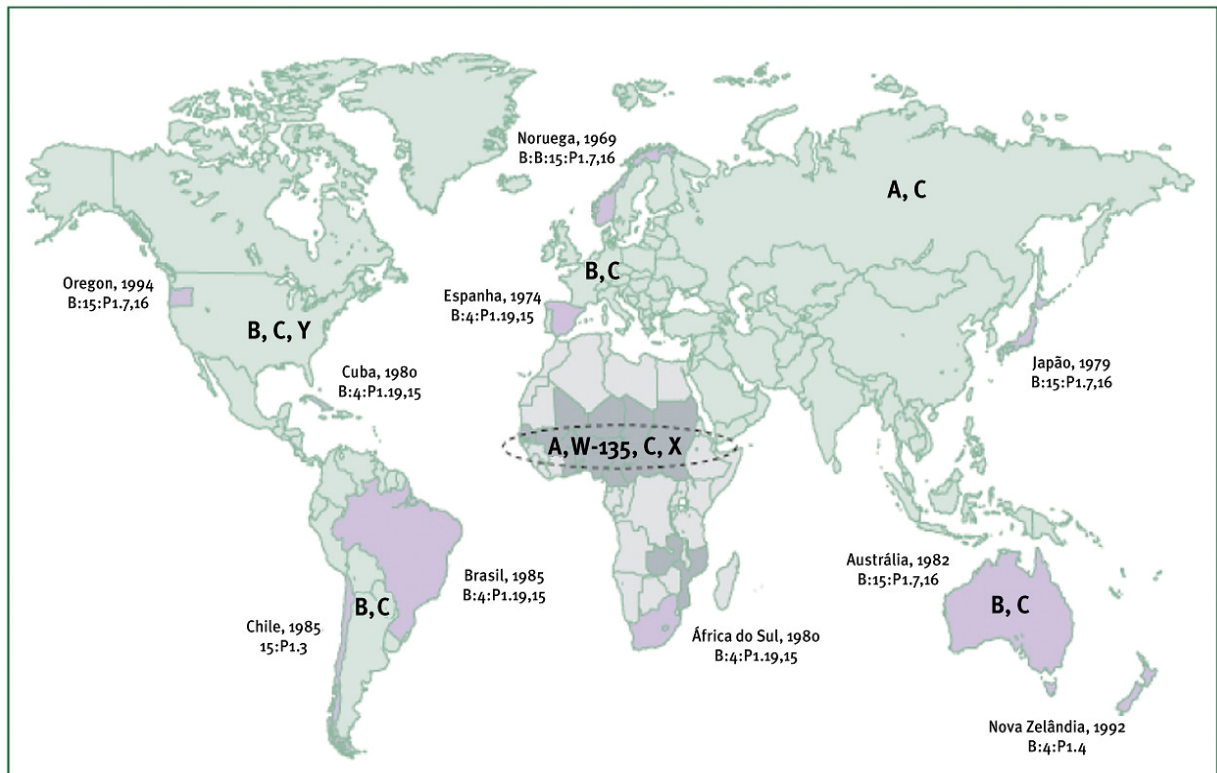 Noruega, 1969
B:B:15:P1.7,16
A, C
B, C
Oregon, 1994
B:15:P1.7,16
Espanha, 1974
B:4:P1.19,15
B, C, Y
Japão, 1979
B:15:P1.7,16
Cuba, 1980
B:4:P1.19,15
A, W-135, C, X
Austrália, 1982
B:15:P1.7,16
Brasil, 1985
B:4:P1.19,15
B, C
B, C
Chile, 1985
15:P1.3
África do Sul, 1980
B:4:P1.19,15
Nova Zelândia, 1992
B:4:P1.4